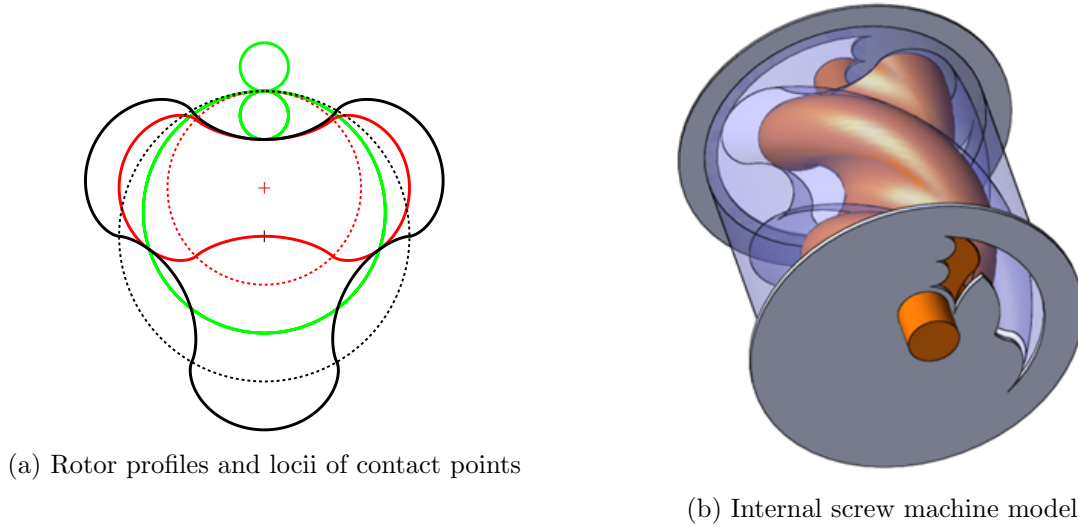 (a) Rotor profiles and locii of contact points
(b) Internal screw machine model